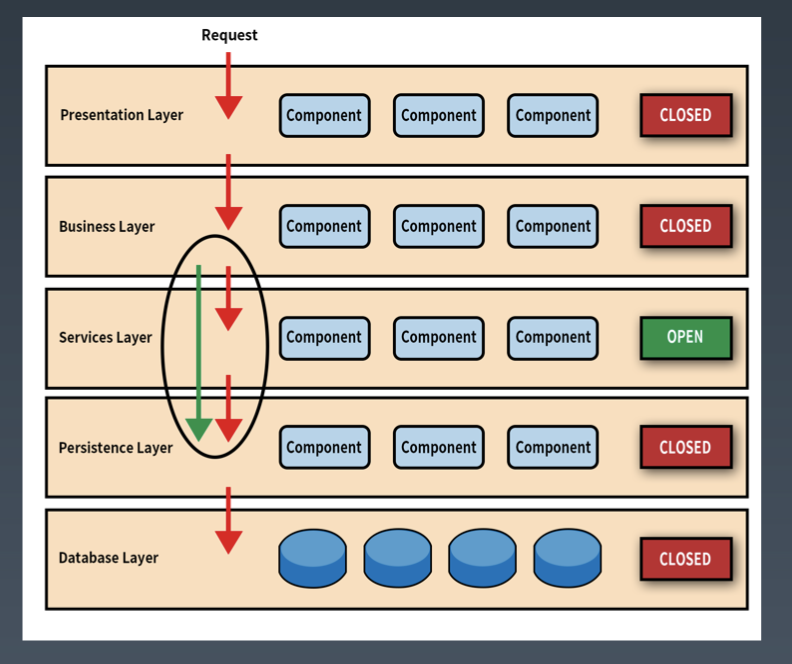 Request
Presentation Layer
Component
Component
Component
CLOSED
Business Layer
Component
Component
Component
CLOSED
Services Layer
Component
Component
Component
OPEN
Persistence Layer
Component
Component
Component
CLOSED
Database Layer
CLOSED